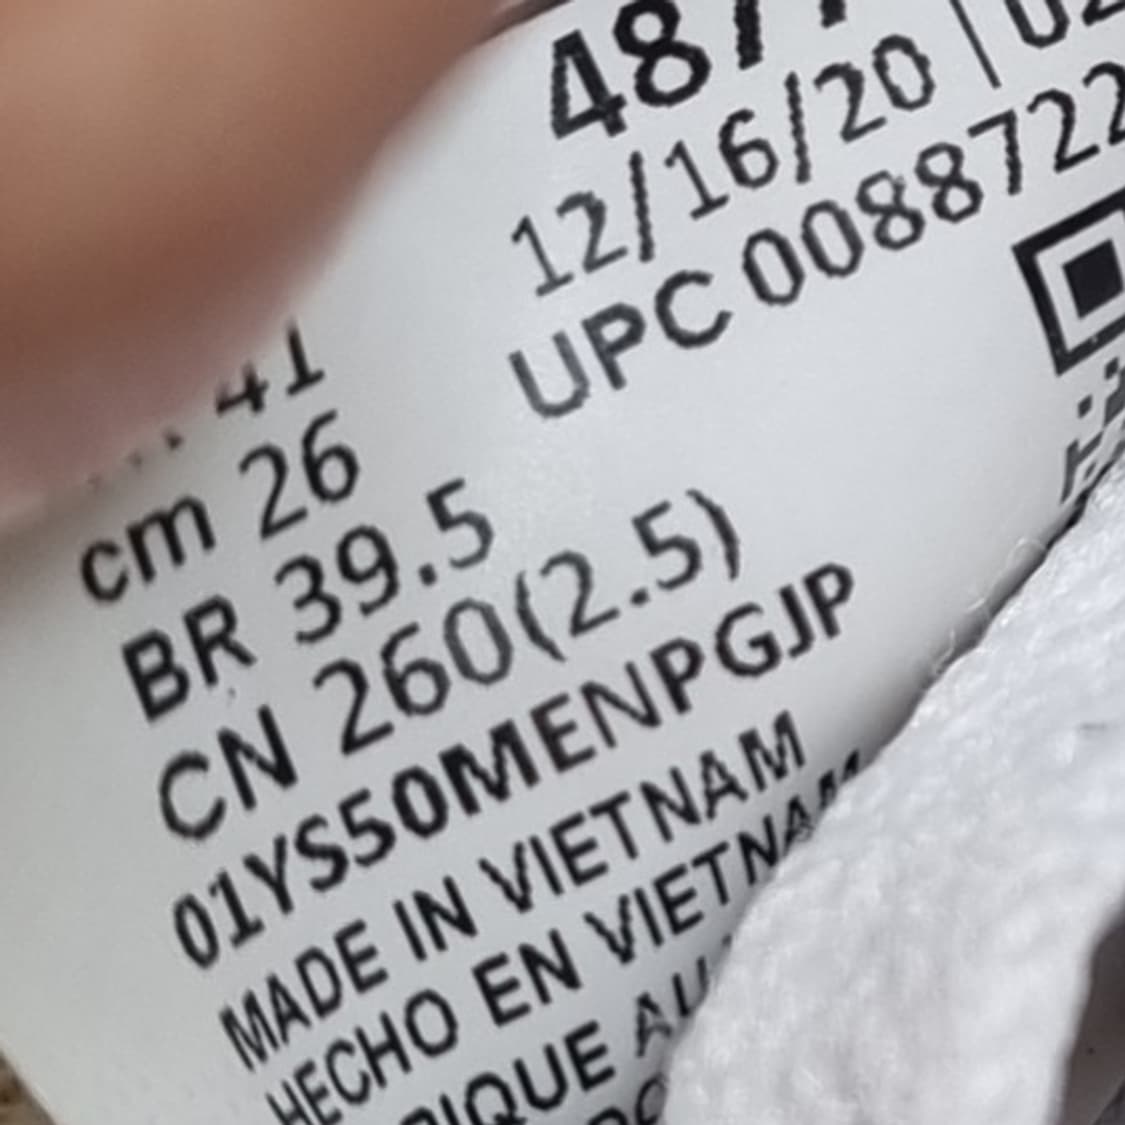 12/16/20 |
UPC 0088722
41
cm 26
BR 39.5
CN 260(2.5)
01YS50MENPGJP
MADE IN VIETNAM
HECHO EN VIETNAM